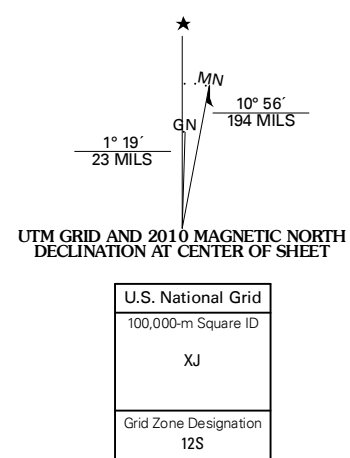 ★
MN
GN
10° 56´
194 MILS
1° 19´
23 MILS
UTM GRID AND 2010 MAGNETIC NORTH
DECLINATION AT CENTER OF SHEET
U.S. National Grid
100,000-m Square ID
XJ
Grid Zone Designation
12S